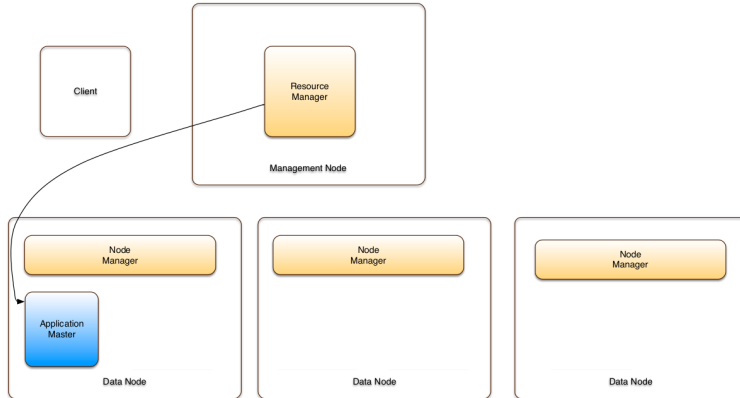 Client
Resource
Manager
Management Node
Node
Manager
Application
Master
Data Node
Node
Manager
Data Node
Node
Manager
Data Node